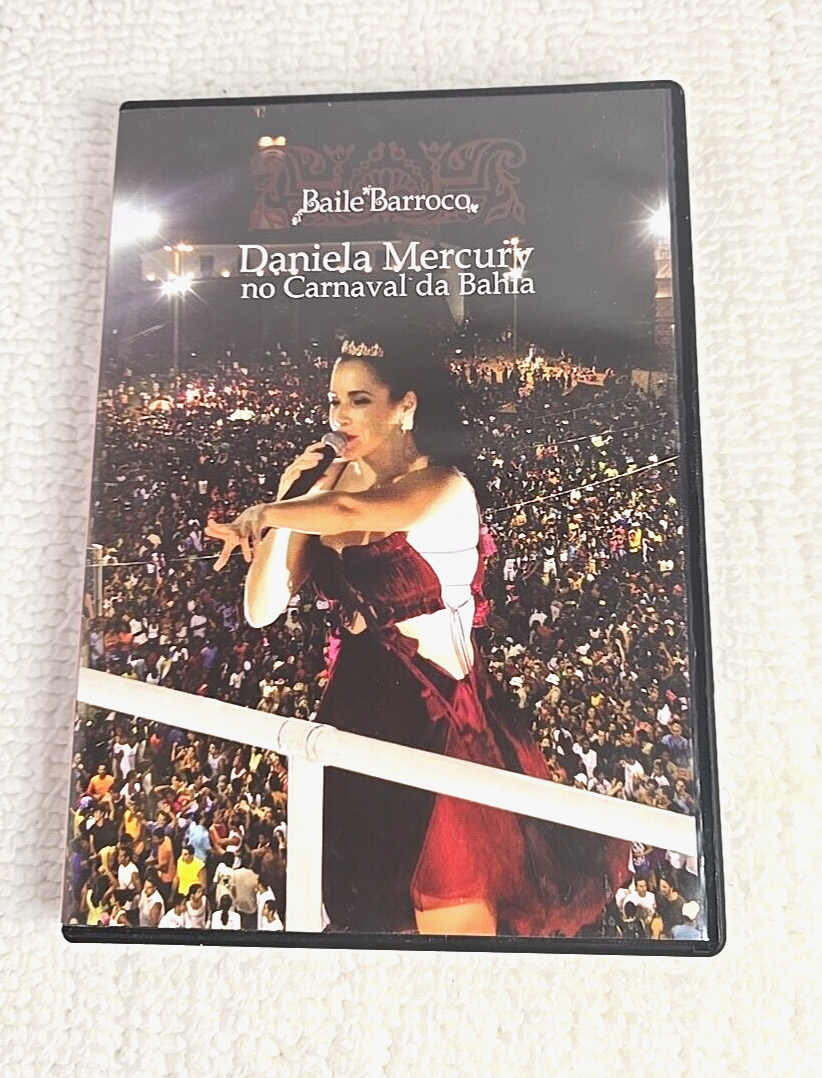 Baile Barroco
Daniela Mercury
no Carnaval da Bahia